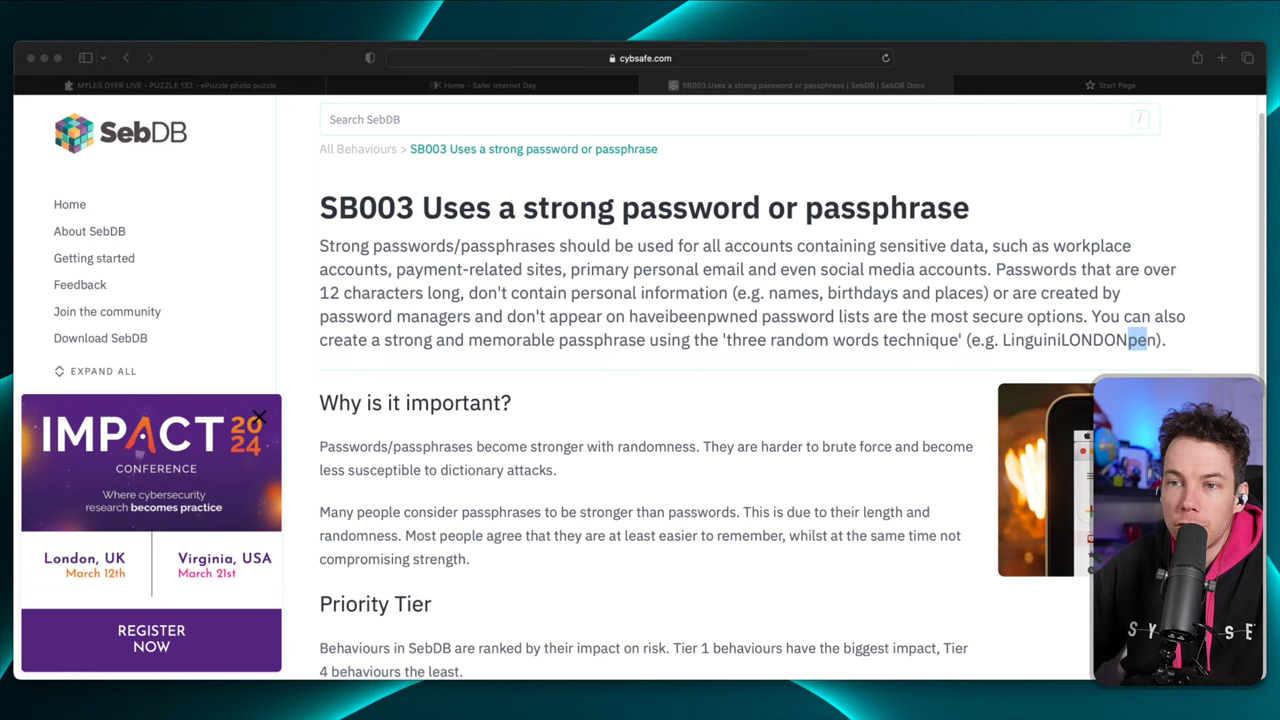 cybsafe.com
MYLES DYER LIVE - PUZZLE 132 - ePuzzle photo puzzle
Home - Safer Internet Day
SB003 Uses a strong password or passphrase | SebDB | SebDB Docs
Start Page
SebDB
Search SebDB
/
All Behaviours > SB003 Uses a strong password or passphrase
Home
About SebDB
Getting started
Feedback
Join the community
Download SebDB
EXPAND ALL
SB003 Uses a strong password or passphrase
Strong passwords/passphrases should be used for all accounts containing sensitive data, such as workplace
accounts, payment-related sites, primary personal email and even social media accounts. Passwords that are over
12 characters long, don't contain personal information (e.g. names, birthdays and places) or are created by
password managers and don't appear on haveibeenpwned password lists are the most secure options. You can also
create a strong and memorable passphrase using the 'three random words technique' (e.g. LinguiniLONDONpen).
Why is it important?
Passwords/passphrases become stronger with randomness. They are harder to brute force and become
less susceptible to dictionary attacks.
Many people consider passphrases to be stronger than passwords. This is due to their length and
randomness. Most people agree that they are at least easier to remember, whilst at the same time not
compromising strength.
Priority Tier
Behaviours in SebDB are ranked by their impact on risk. Tier 1 behaviours have the biggest impact, Tier
4 behaviours the least.
IMPACT 2024
CONFERENCE
Where cybersecurity
research becomes practice
London, UK
March 12th
Virginia, USA
March 21st
REGISTER
NOW